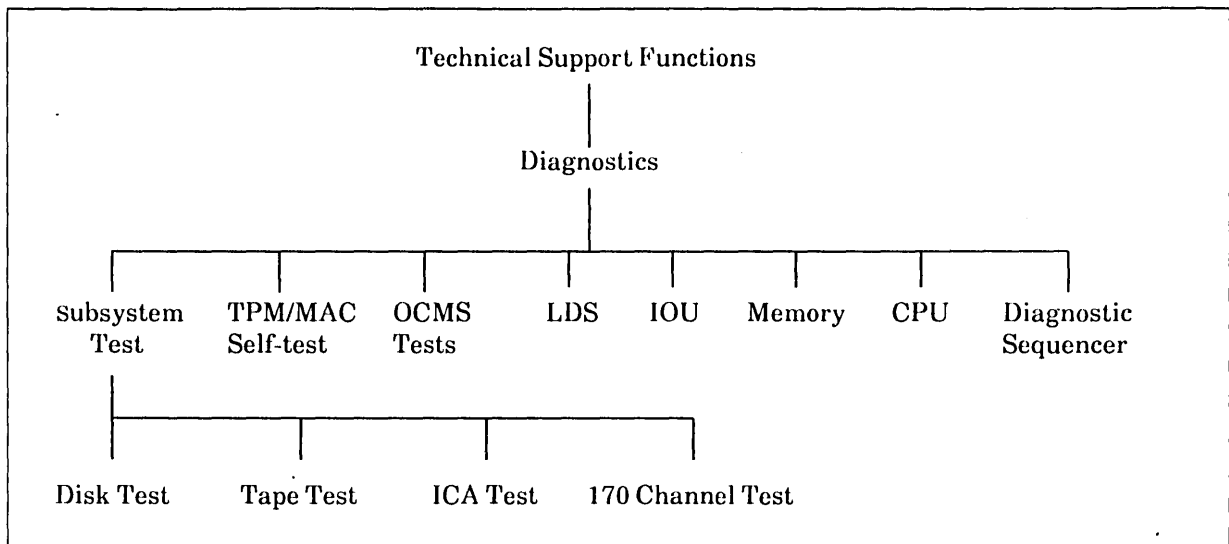 Technical Support Functions
Diagnostics
Subsystem Test
TPM/MAC Self-test
OCMS Tests
LDS
IOU
Memory
CPU
Diagnostic Sequencer
Disk Test
Tape Test
ICA Test
170 Channel Test